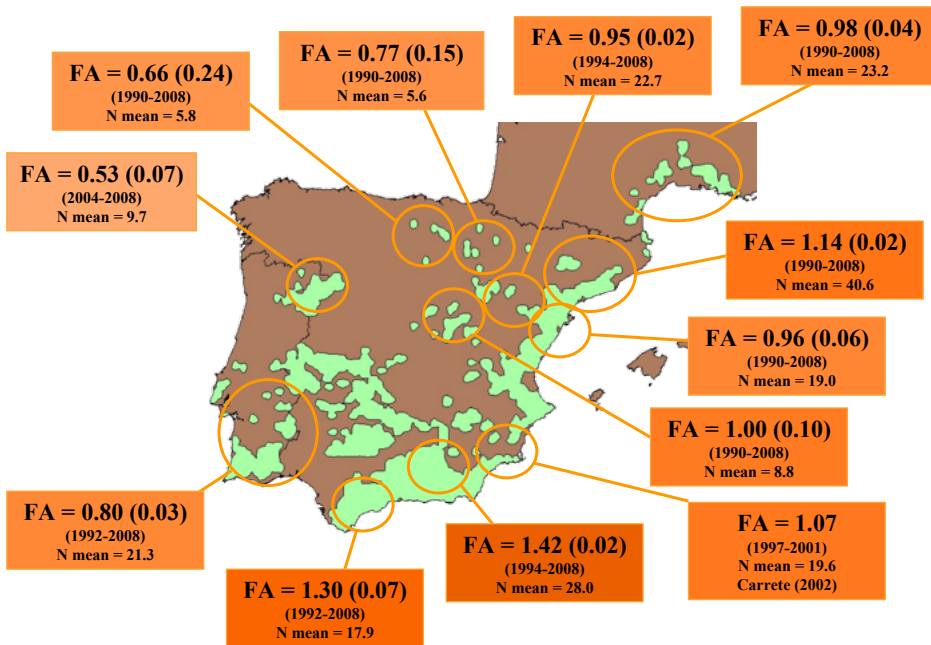 FA = 0.66 (0.24)
(1990-2008)
N mean = 5.8
FA = 0.77 (0.15)
(1990-2008)
N mean = 5.6
FA = 0.95 (0.02)
(1994-2008)
N mean = 22.7
FA = 0.98 (0.04)
(1990-2008)
N mean = 23.2
FA = 0.53 (0.07)
(2004-2008)
N mean = 9.7
FA = 1.14 (0.02)
(1990-2008)
N mean = 40.6
FA = 0.96 (0.06)
(1990-2008)
N mean = 19.0
FA = 1.00 (0.10)
(1990-2008)
N mean = 8.8
FA = 0.80 (0.03)
(1992-2008)
N mean = 21.3
FA = 1.30 (0.07)
(1992-2008)
N mean = 17.9
FA = 1.42 (0.02)
(1994-2008)
N mean = 28.0
FA = 1.07
(1997-2001)
N mean = 19.6
Carrete (2002)